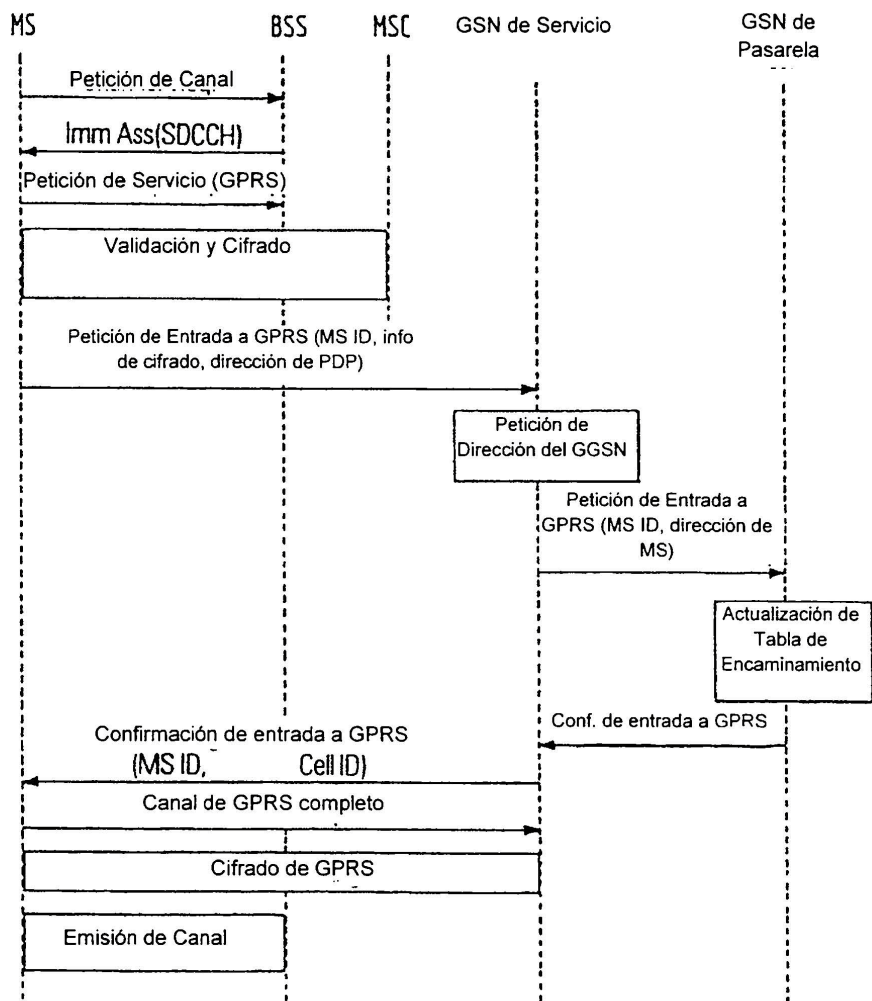 MS BSS MSC GSN de Servicio GSN de
Pasarela
Petición de Canal
Imm Ass(SDCCH)
Petición de Servicio (GPRS)
Validación y Cifrado
Petición de Entrada a GPRS (MS ID, info
de cifrado, dirección de PDP)
Petición de
Dirección del GGSN
Petición de Entrada a
GPRS (MS ID, dirección de
MS)
Actualización de
Tabla de
Encaminamiento
Conf. de entrada a GPRS
Confirmación de entrada a GPRS
(MS ID, Cell ID)
Canal de GPRS completo
Cifrado de GPRS
Emisión de Canal